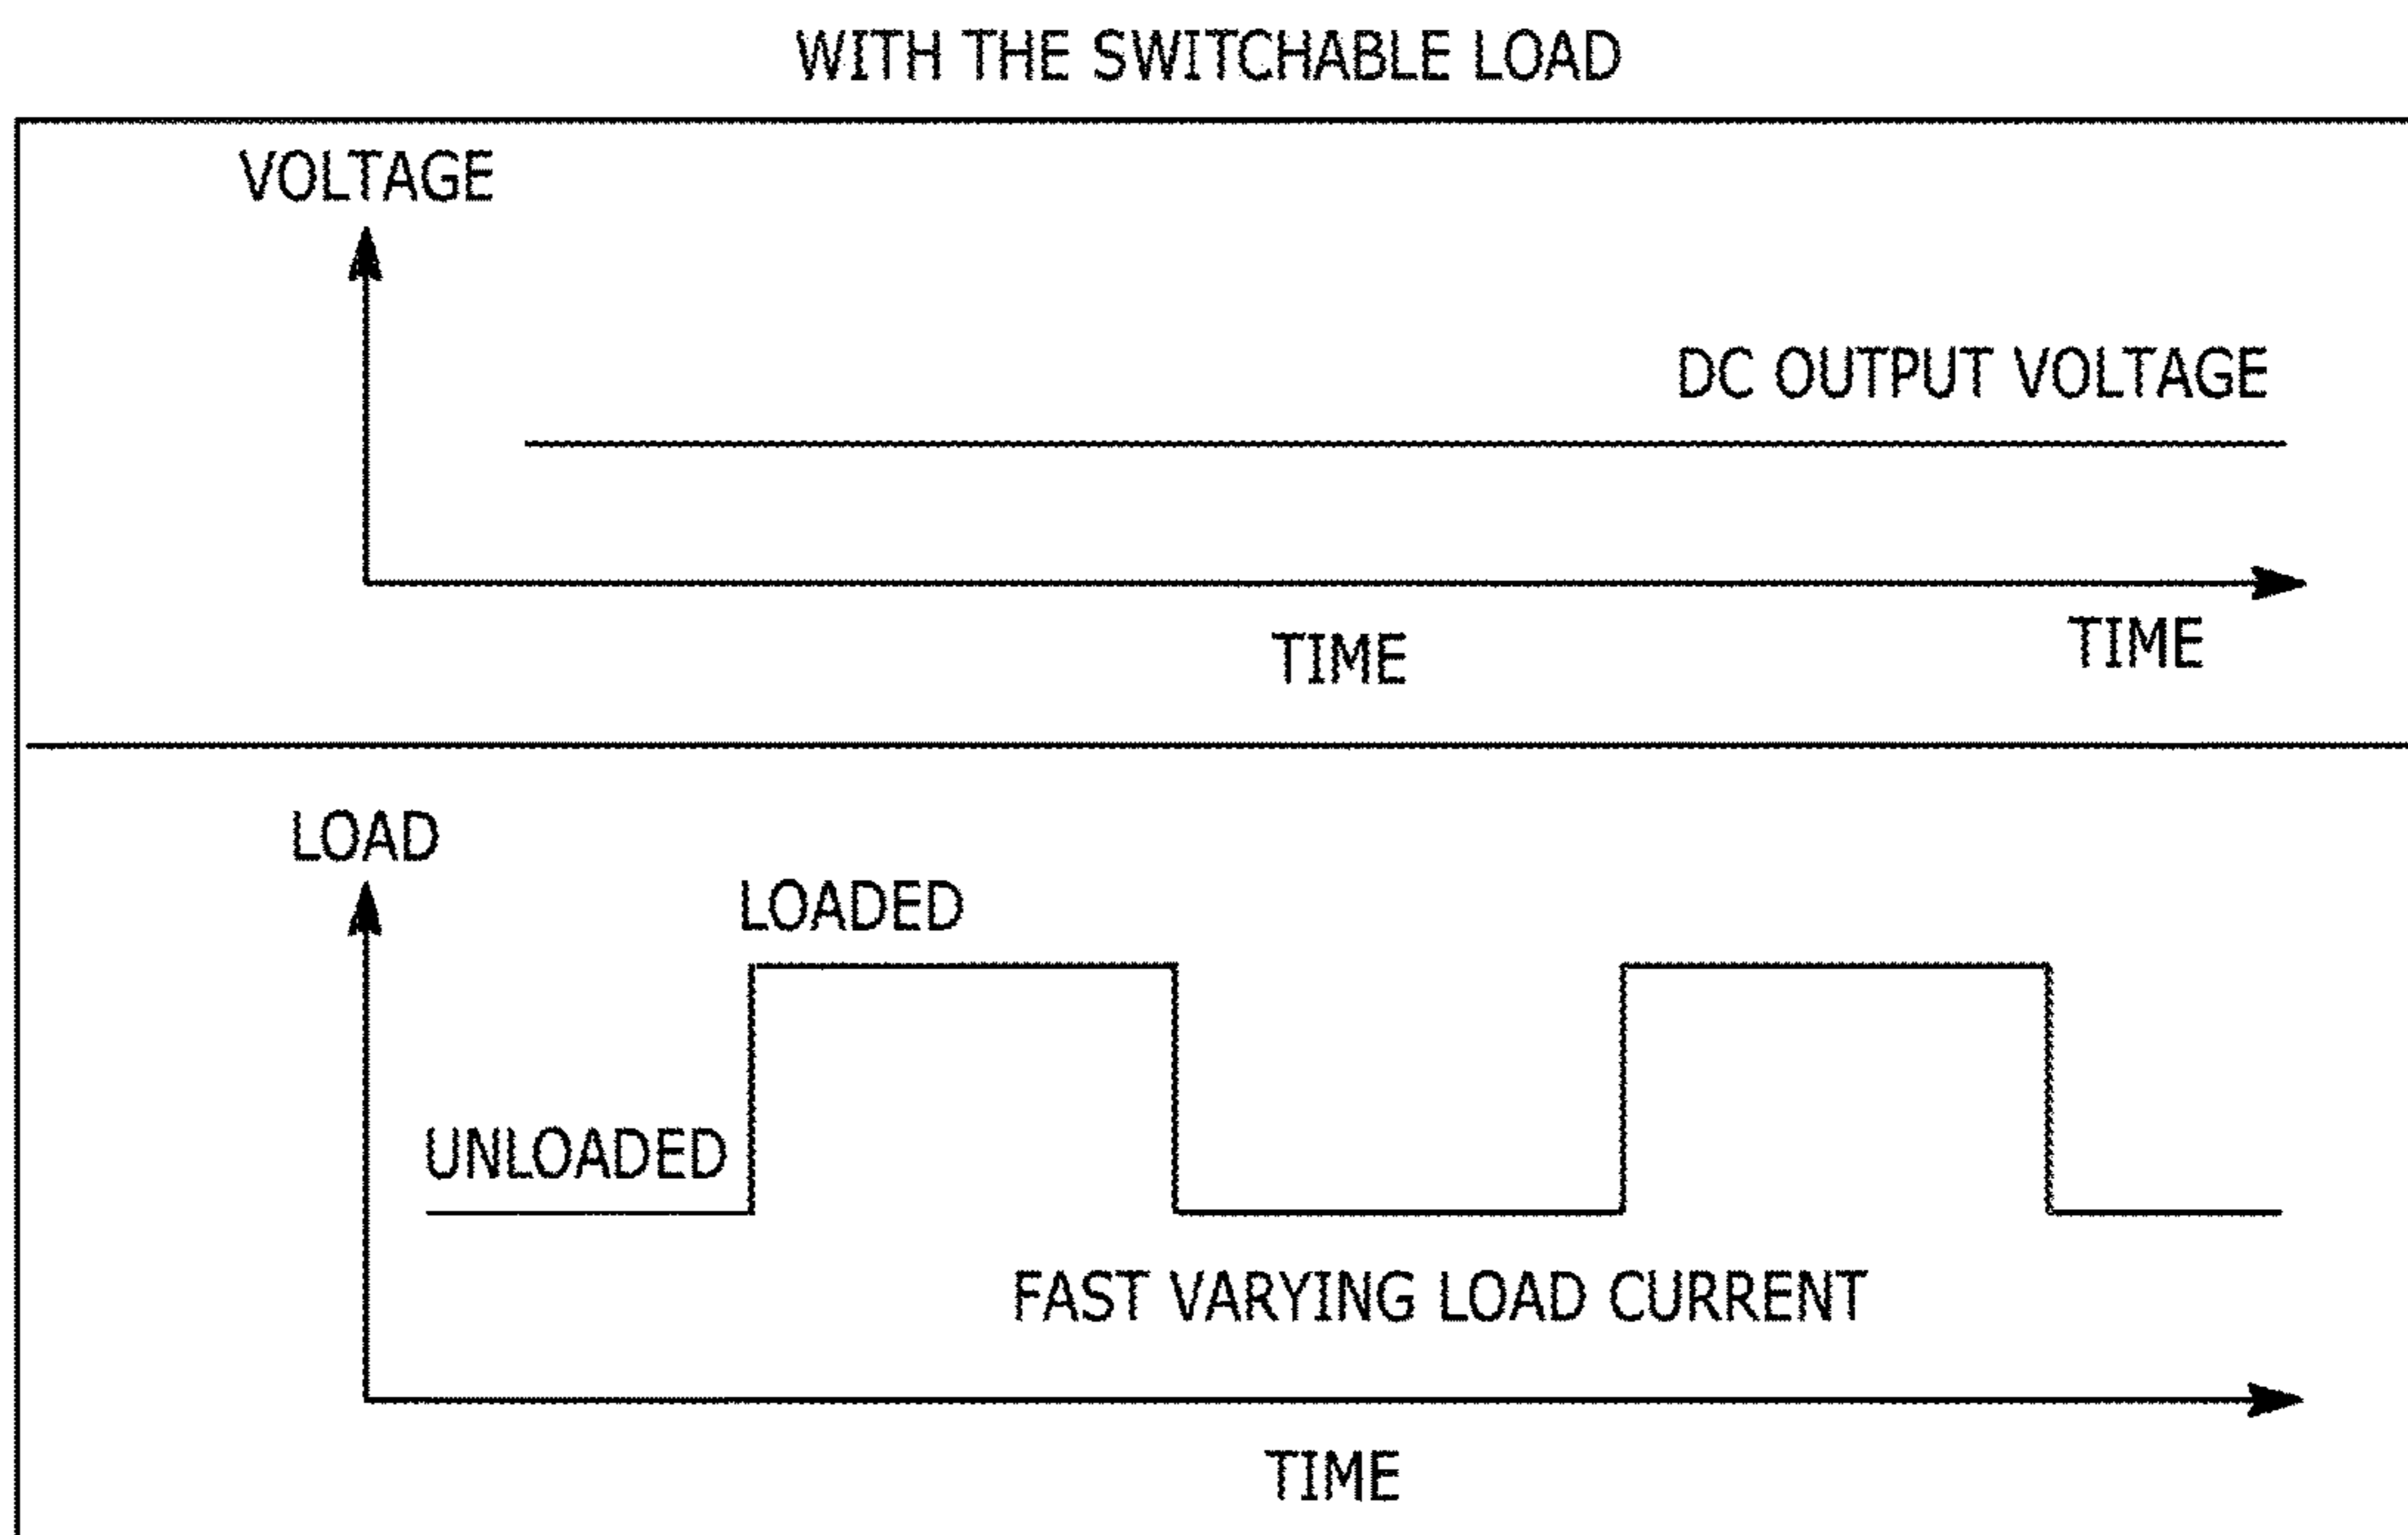 WITH THE SWITCHABLE LOAD
VOLTAGE
DC OUTPUT VOLTAGE
TIME
TIME
LOAD
LOADED
UNLOADED
FAST VARYING LOAD CURRENT
TIME